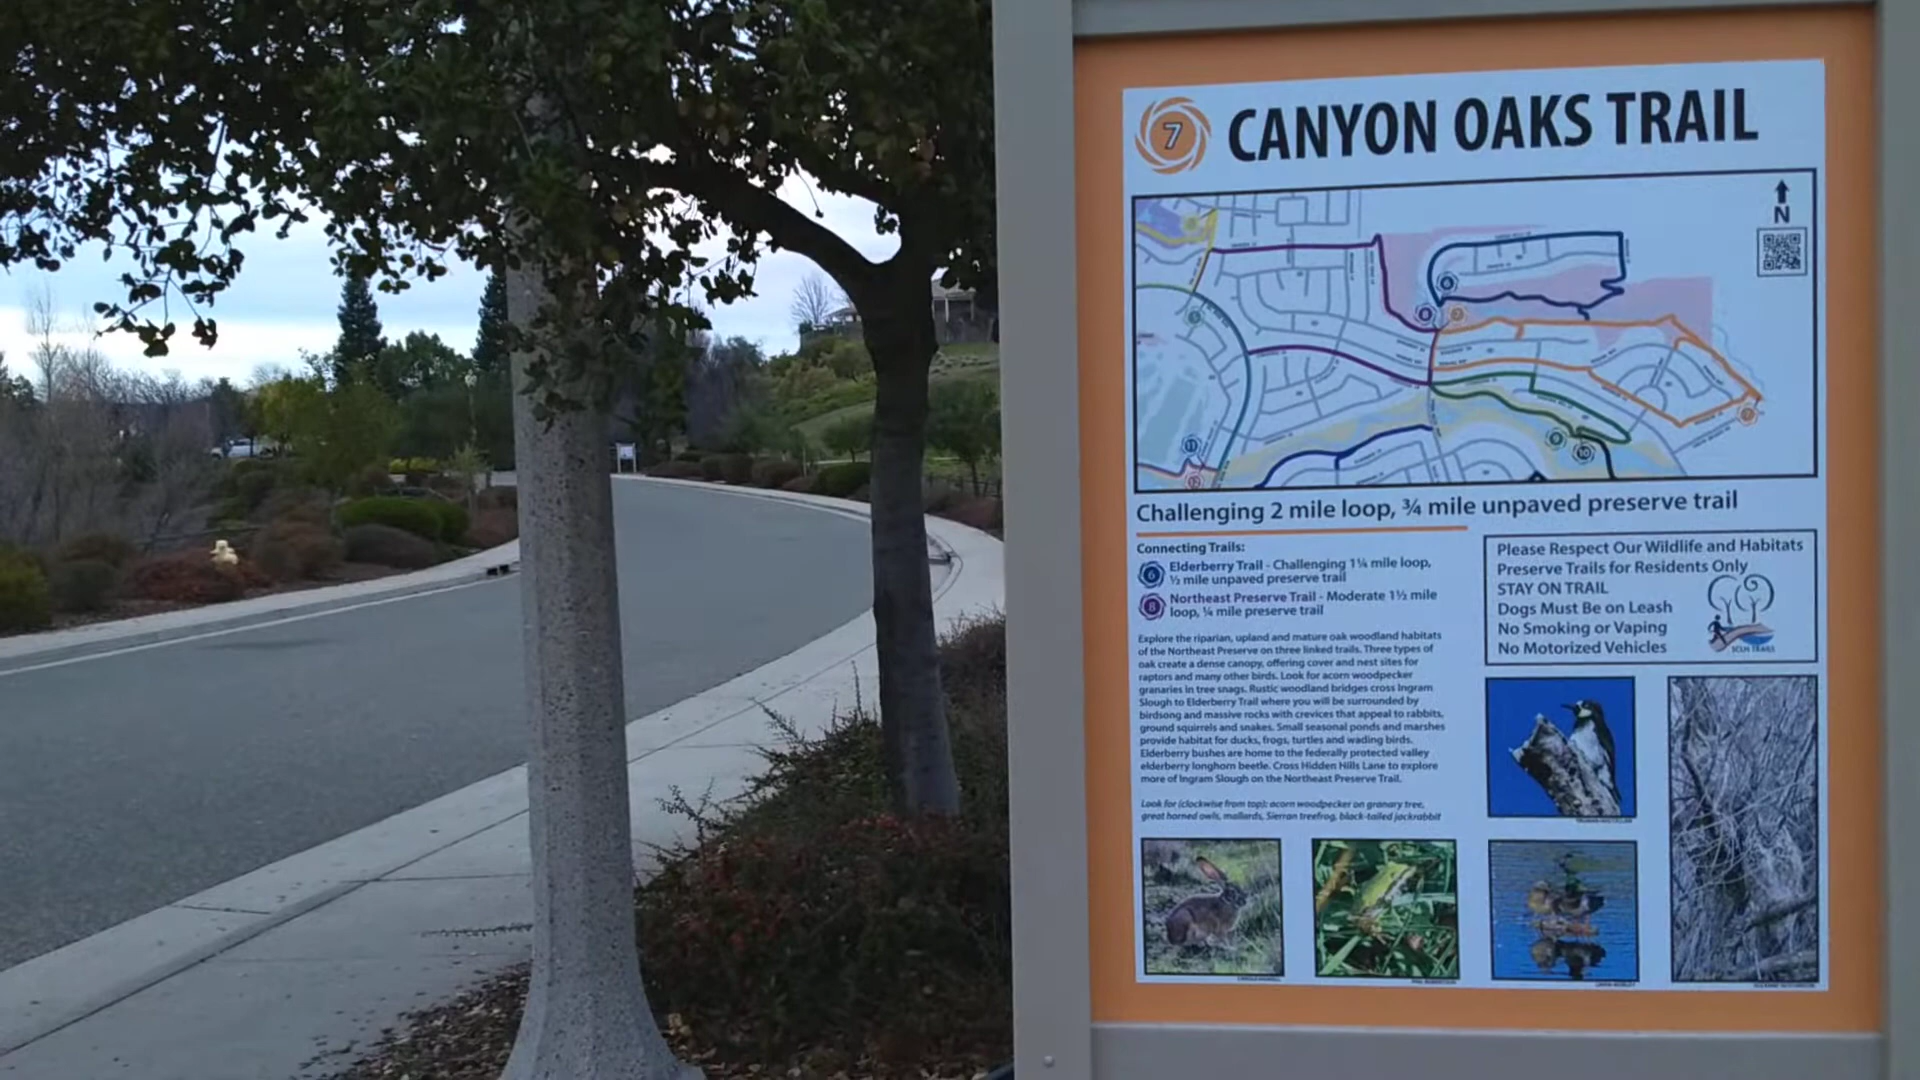 7 CANYON OAKS TRAIL
N
6
8
7
7
9
10
Challenging 2 mile loop, ¾ mile unpaved preserve trail
Connecting Trails:
6 Elderberry Trail - Challenging 1¼ mile loop,
½ mile unpaved preserve trail
8 Northeast Preserve Trail - Moderate 1½ mile
loop, ¼ mile preserve trail
Explore the riparian, upland and mature oak woodland habitats
of the Northeast Preserve on three linked trails. Three types of
oak create a dense canopy, offering cover and nest sites for
raptors and many other birds. Look for acorn woodpecker
granaries in tree snags. Rustic woodland bridges cross Ingram
Slough to Elderberry Trail where you will be surrounded by
birdsong and massive rocks with crevices that appeal to rabbits,
ground squirrels and snakes. Small seasonal ponds and marshes
provide habitat for ducks, frogs, turtles and wading birds.
Elderberry bushes are home to the federally protected valley
elderberry longhorn beetle. Cross Hidden Hills Lane to explore
more of Ingram Slough on the Northeast Preserve Trail.
Look for (clockwise from top): acorn woodpecker on granary tree,
great horned owls, mallards, Sierran treefrog, black-tailed jackrabbit
Please Respect Our Wildlife and Habitats
Preserve Trails for Residents Only
STAY ON TRAIL
Dogs Must Be on Leash
No Smoking or Vaping
No Motorized Vehicles
SCLH TRAILS